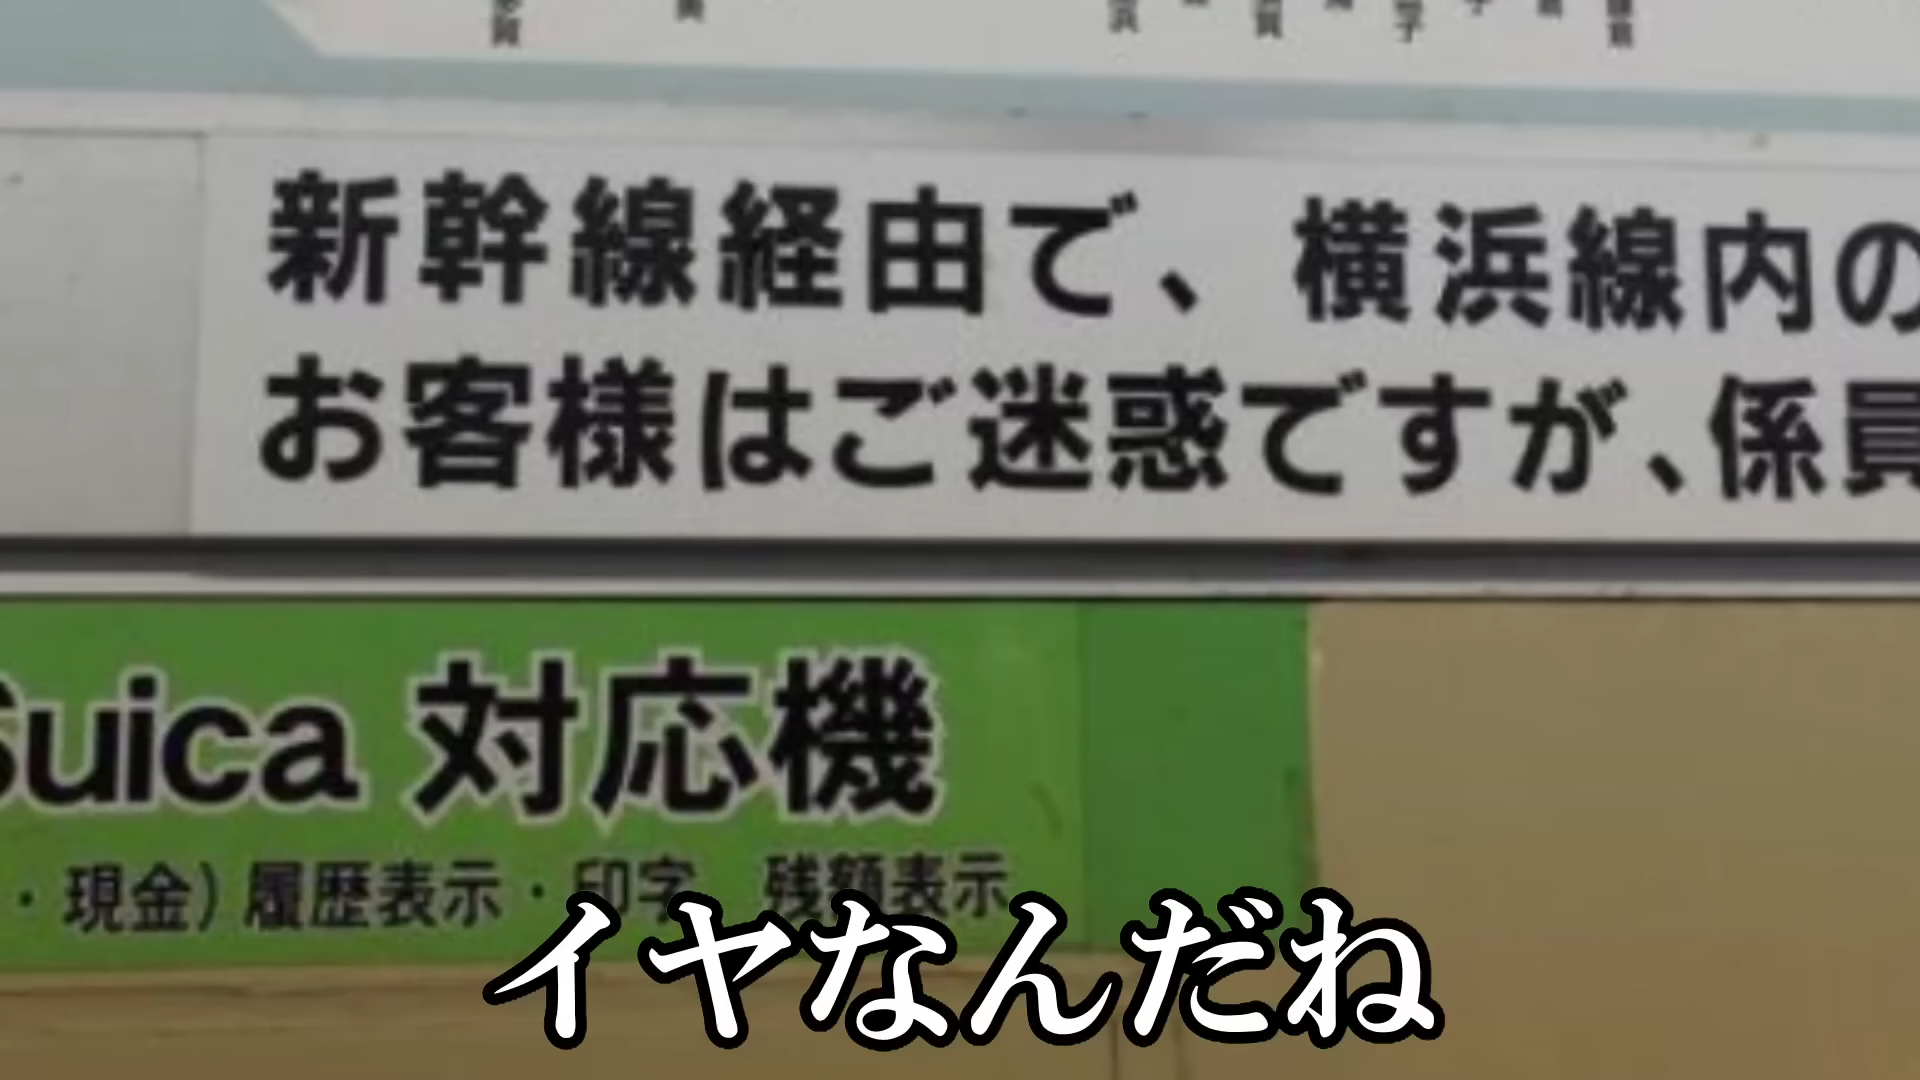 新幹線経由で、横浜線内の
お客様はご迷惑ですが、係員
Suica 対応機
・現金)履歴表示・印字 残額表示
イヤなんだね